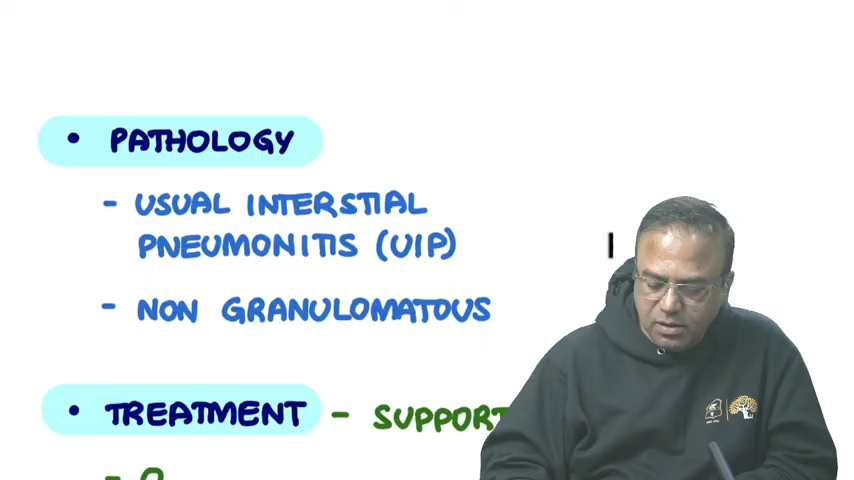 • PATHOLOGY
- USUAL INTERSTIAL
PNEUMONITIS (UIP)
- NON GRANULOMATOUS
• TREATMENT - SUPPORT